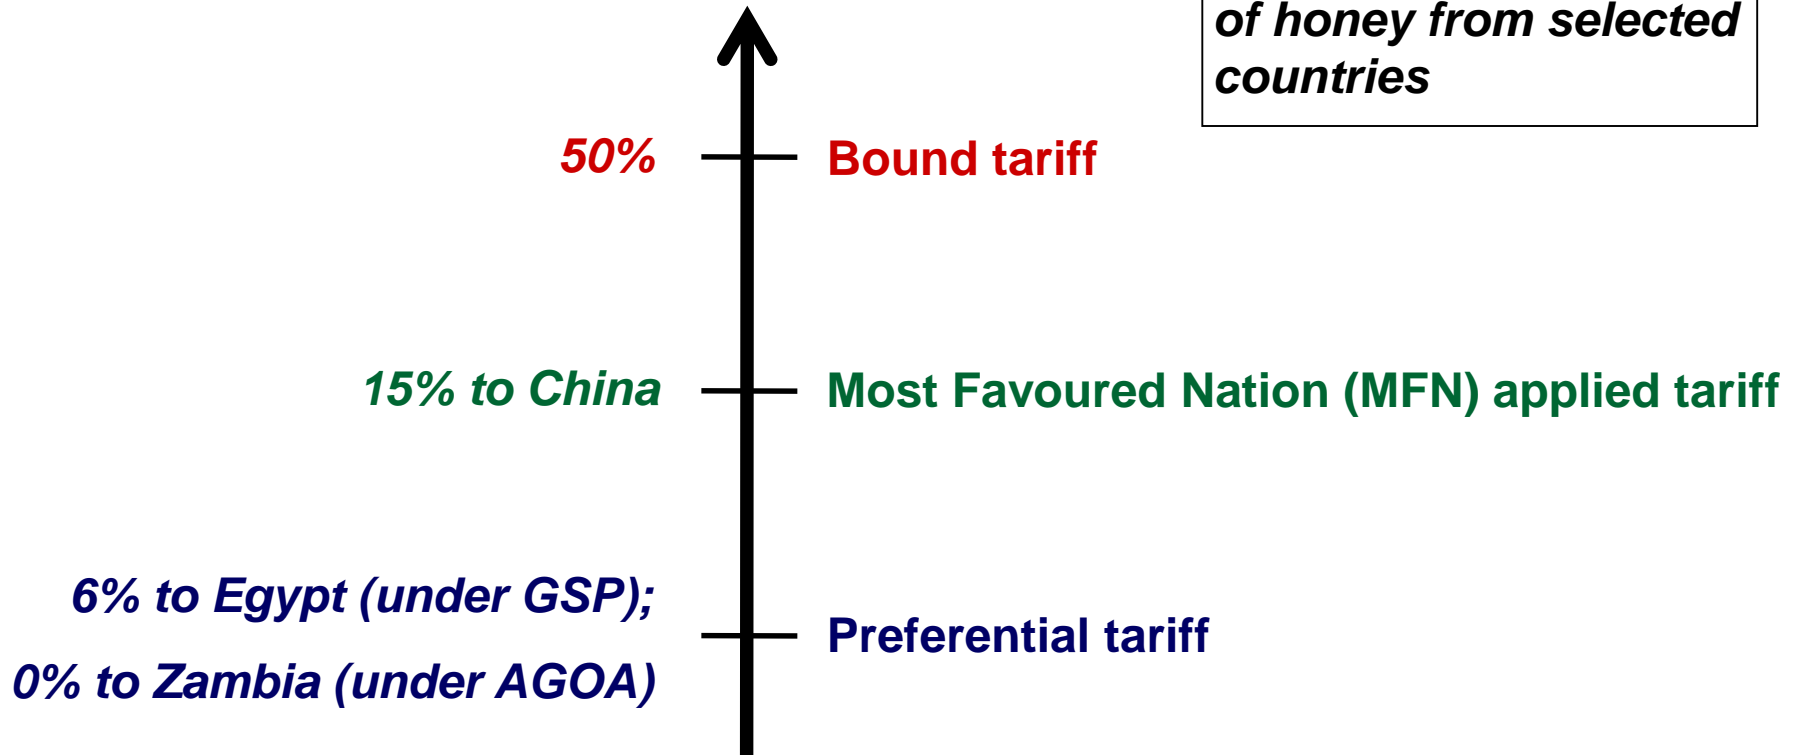 of honey from selected
countries
50% Bound tariff
15% to China Most Favoured Nation (MFN) applied tariff
6% to Egypt (under GSP);
Preferential tariff
0% to Zambia (under AGOA)